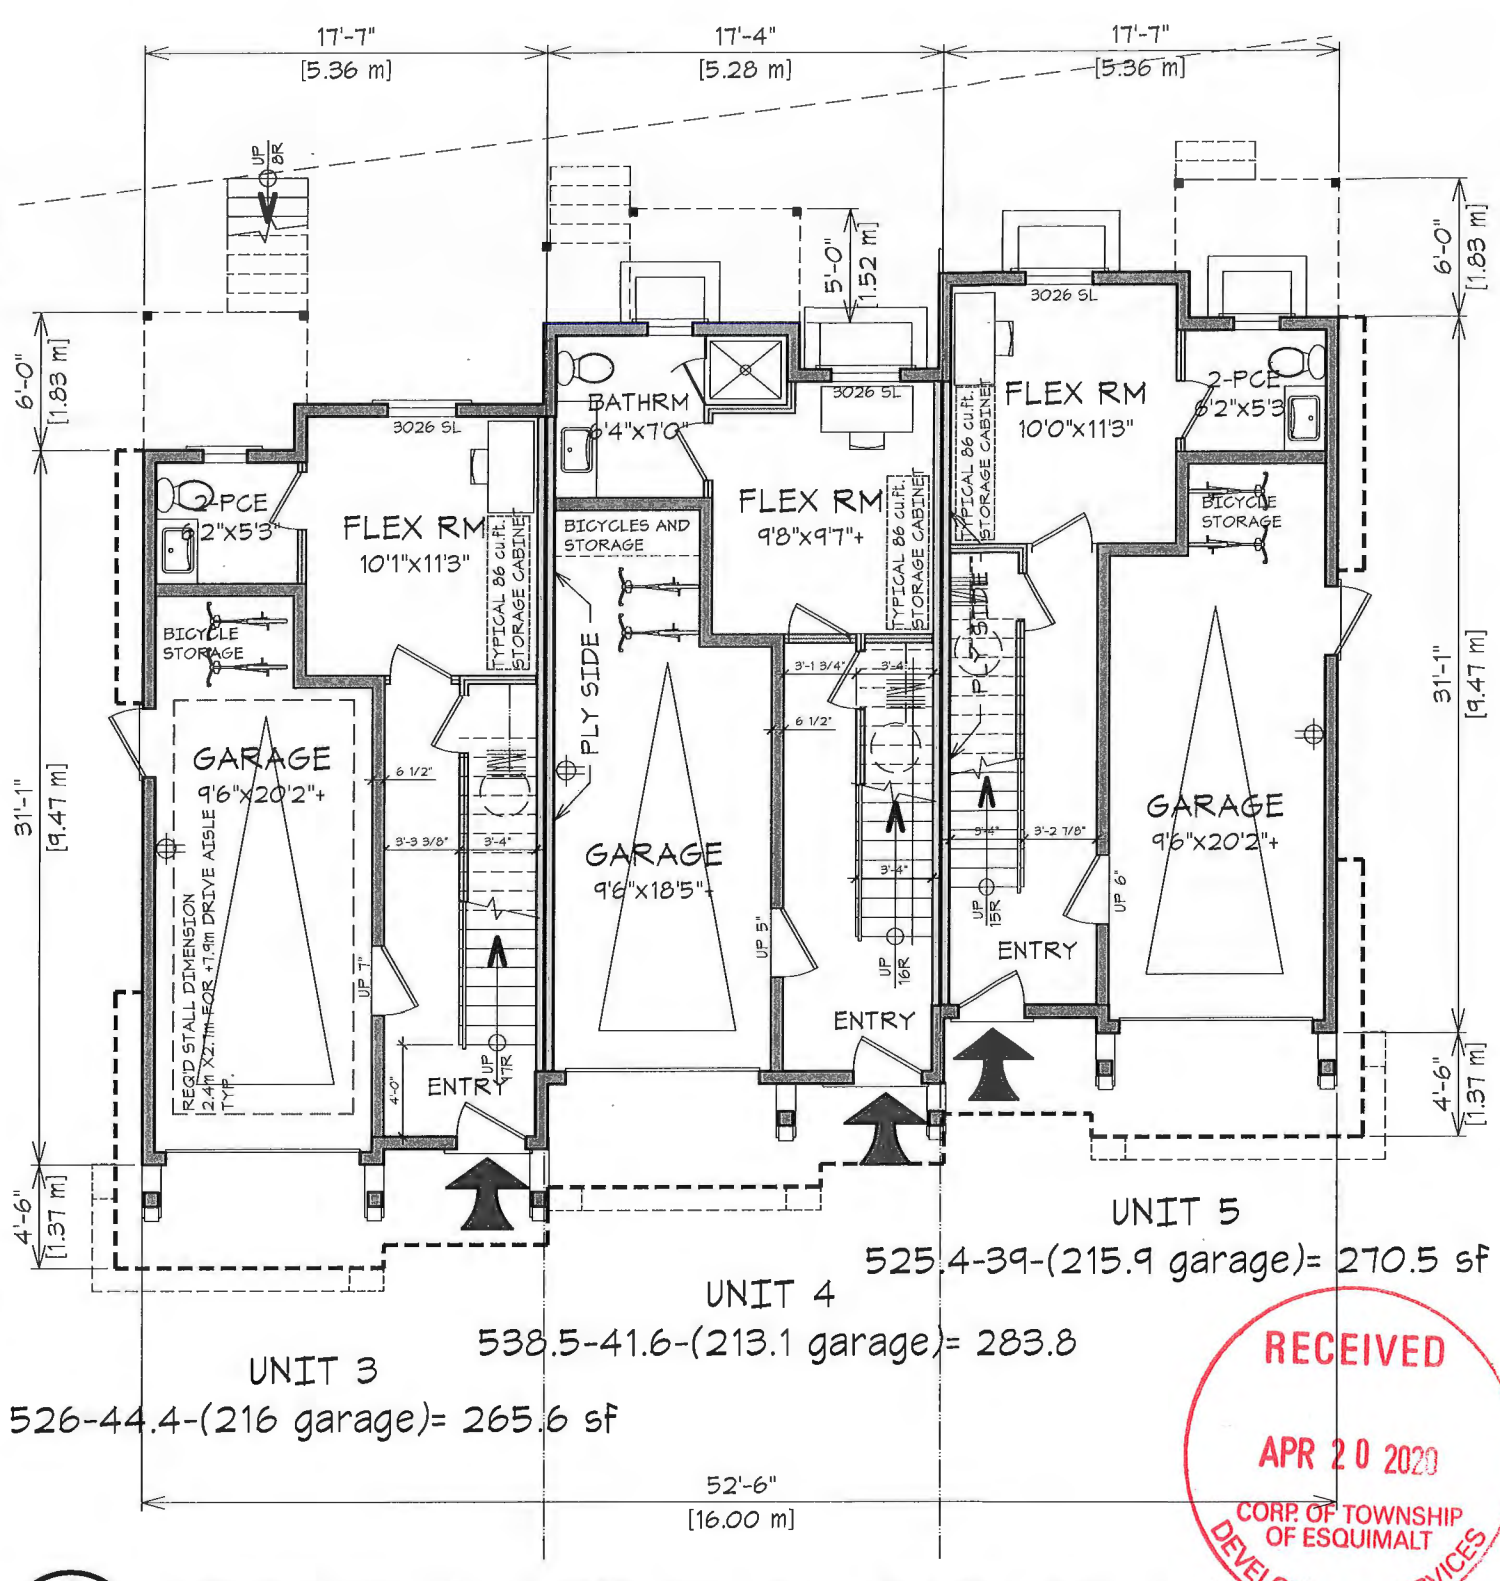 17'-7"
[5.36 m]
17'-4"
[5.28 m]
17'-7"
[5.36 m]
UP
8R
5'-0"
[1.52 m]
6'-0"
[1.83 m]
6'-0"
[1.83 m]
3026 SL
3026 SL
3026 SL
2-PCE
6'2"x5'3"
FLEX RM
10'1"x11'3"
TYPICAL 86 cu.ft.
STORAGE CABINET
BATHRM
6'4"x7'0"
FLEX RM
9'8"x9'7"+
TYPICAL 86 cu.ft.
STORAGE CABINET
TYPICAL 86 cu.ft.
STORAGE CABINET
FLEX RM
10'0"x11'3"
2-PCE
6'2"x5'3
BICYCLE
STORAGE
BICYCLES AND
STORAGE
BICYCLE
STORAGE
PLY SIDE
PLY SIDE
3'-1 3/4"
3'-4"
6 1/2"
31'-1"
[9.47 m]
31'-1"
[9.47 m]
GARAGE
9'6"x20'2"+
6 1/2"
3'-3 3/8"
3'-4"
REQ'D STALL DIMENSION
2.4m X2.7m FOR +7.9m DRIVE AISLE
TYP.
UP 7"
GARAGE
9'6"x18'5"+
UP 5"
3'-4"
3'-4"
3'-2 7/8"
GARAGE
9'6"x20'2"+
UP 6"
UP
17R
UP
16R
UP
15R
4'-0"
ENTRY
ENTRY
ENTRY
4'-6"
[1.37 m]
4'-6"
[1.37 m]
UNIT 5
525.4-39-(215.9 garage)= 270.5 sf
UNIT 4
538.5-41.6-(213.1 garage)= 283.8
UNIT 3
526-44.4-(216 garage)= 265.6 sf
52'-6"
[16.00 m]
RECEIVED
APR 20 2020
CORP. OF TOWNSHIP
OF ESQUIMALT